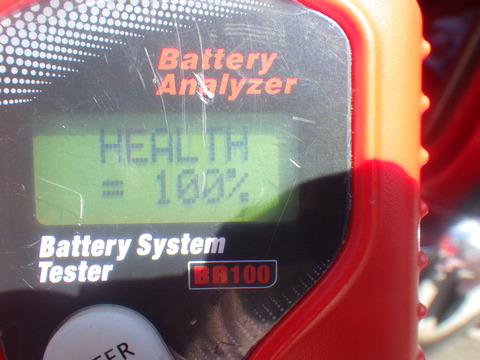 Battery
Analyzer
HEALTH
= 100%
Battery System
Tester
BR100